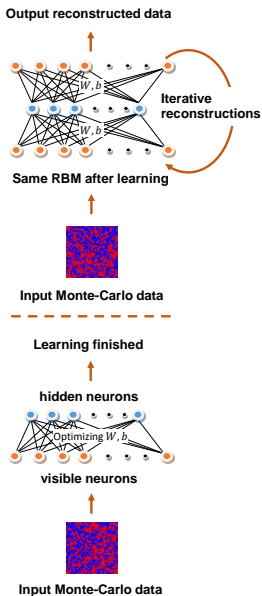 Output reconstructed data
W, b
Iterative
reconstructions
W, b
Same RBM after learning
Input Monte-Carlo data
Learning finished
hidden neurons
Optimizing W, b
visible neurons
Input Monte-Carlo data